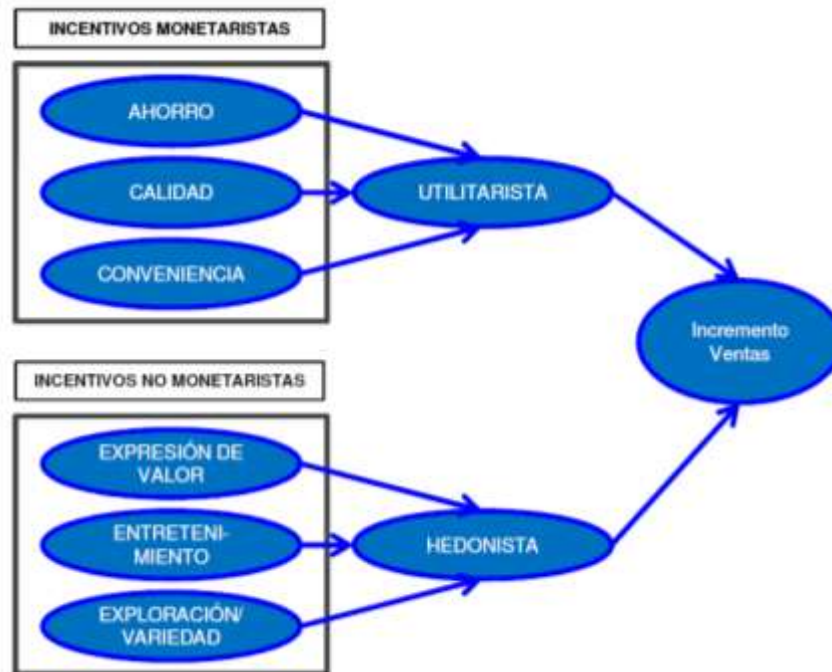 INCENTIVOS MONETARISTAS
AHORRO
CALIDAD
CONVENIENCIA
UTILITARISTA
Incremento
Ventas
INCENTIVOS NO MONETARISTAS
EXPRESIÓN DE
VALOR
ENTRETENI-
MIENTO
EXPLORACIÓN/
VARIEDAD
HEDONISTA